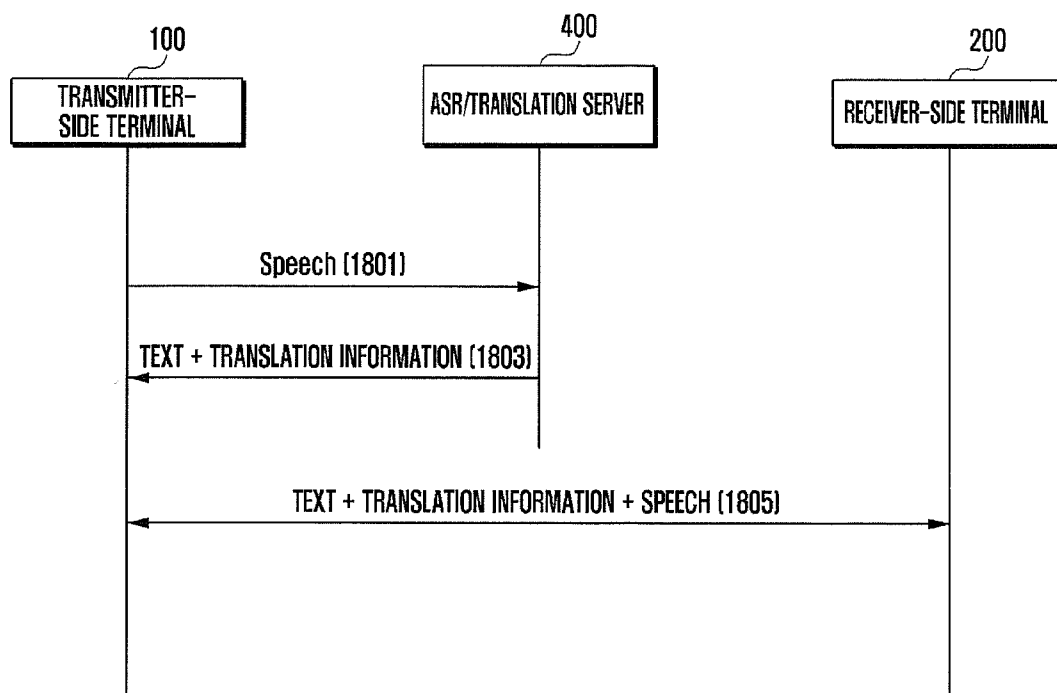 100
400
200
TRANSMITTER-
SIDE TERMINAL
ASR/TRANSLATION SERVER
RECEIVER-SIDE TERMINAL
Speech (1801)
TEXT + TRANSLATION INFORMATION (1803)
TEXT + TRANSLATION INFORMATION + SPEECH (1805)